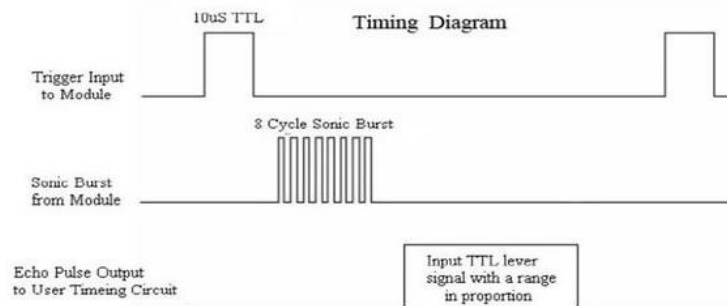 10uS TTL
Timing Diagram
Trigger Input
to Module
8 Cycle Sonic Burst
Sonic Burst
from Module
Echo Pulse Output
to User Timeing Circuit
Input TTL lever
signal with a range
in proportion